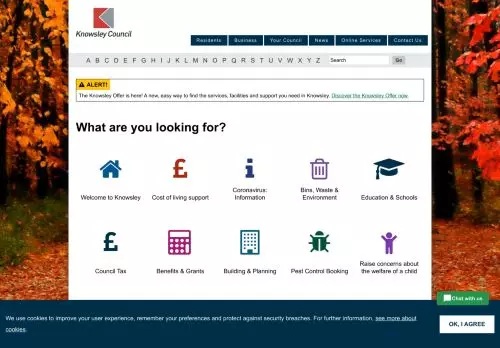 Knowsley Council
Residents
Business
Your Council
News
Online Services
Contact Us
A B C D E F G H I J K L M N O P Q R S T U V W X Y Z
Search
Go
ALERT!
The Knowsley Offer is here! A new, easy way to find the services, facilities and support you need in Knowsley. Discover the Knowsley Offer now.
What are you looking for?
Welcome to Knowsley
Cost of living support
Coronavirus:
Information
Bins, Waste &
Environment
Education & Schools
Council Tax
Benefits & Grants
Building & Planning
Pest Control Booking
Raise concerns about
the welfare of a child
Chat with us
We use cookies to improve your user experience, remember your preferences and protect against security breaches. For further information, see more about
cookies.
OK, I AGREE